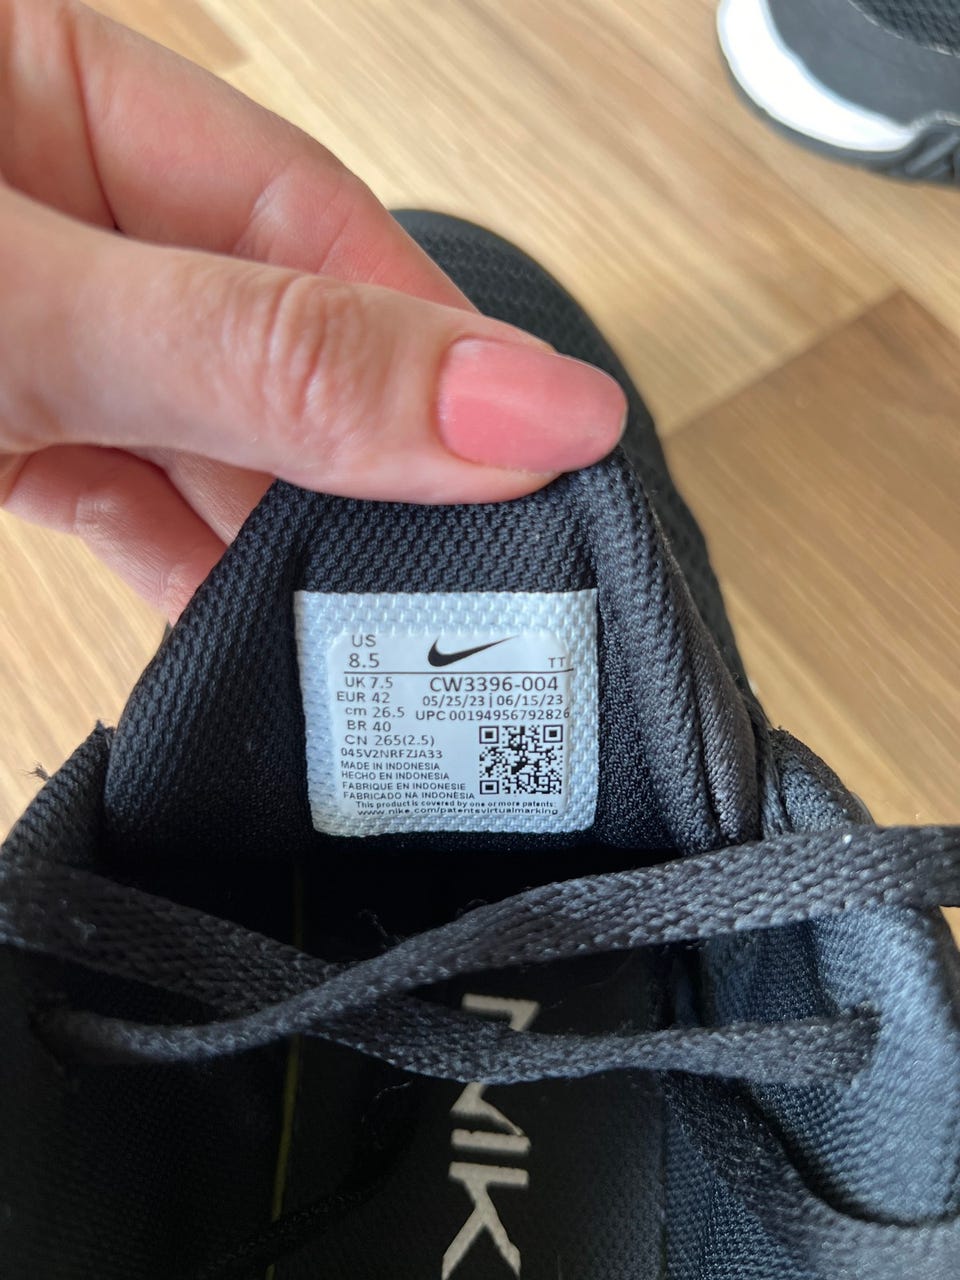 US
8.5
TT
UK 7.5
CW3396-004
EUR 42
05/25/23 | 06/15/23
cm 26.5
UPC 00194956792826
BR 40
CN 265(2.5)
045V2NRFZJA33
MADE IN INDONESIA
HECHO EN INDONESIA
FABRIQUE EN INDONESIE
FABRICADO NA INDONÉSIA
This product is covered by one or more patents:
www.nike.com/patentsvirtualmarking